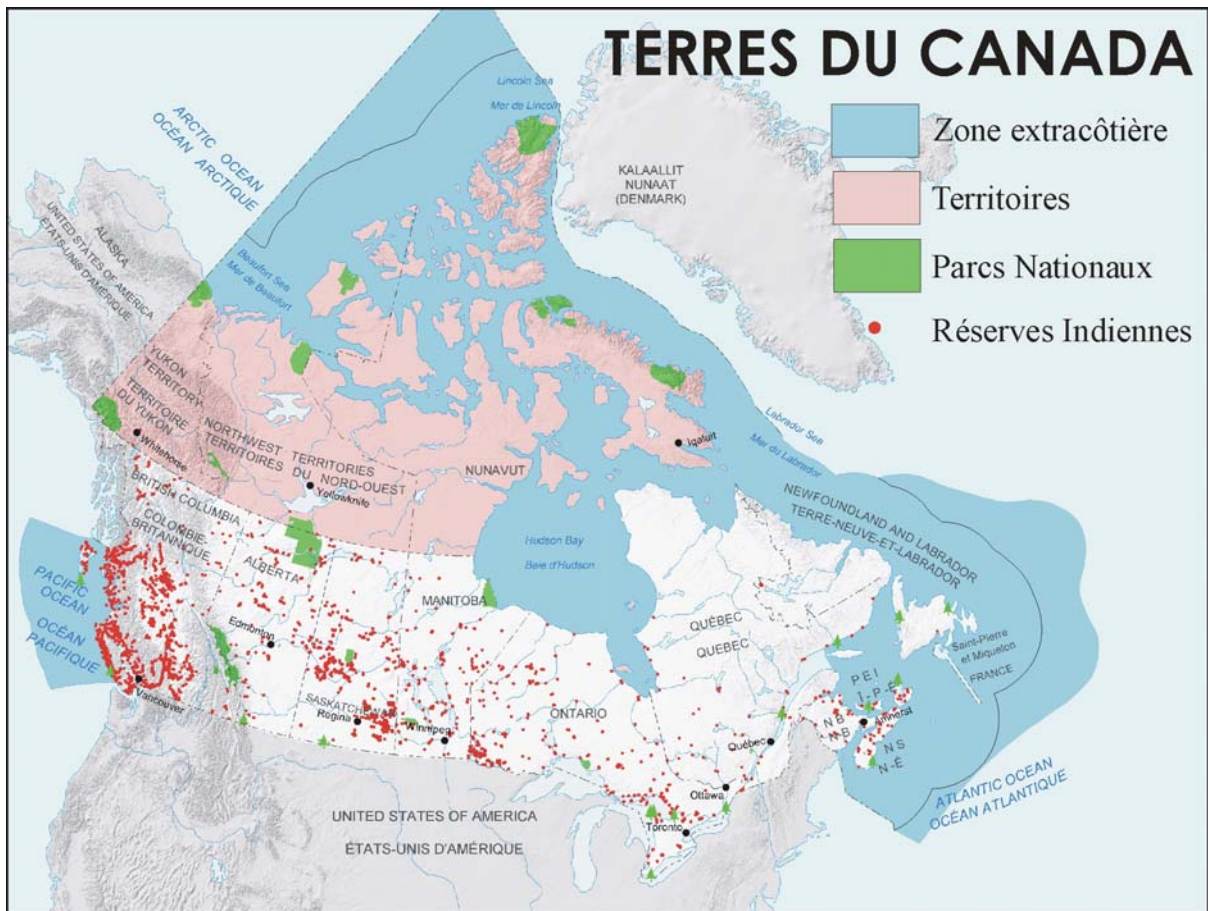 TERRES DU CANADA
Zone extracôtière
Territoires
Parcs Nationaux
Réserves Indiennes
Lincoln Sea
Mer de Lincoln
ARCTIC OCEAN
OCÉAN ARCTIQUE
KALAALLIT
NUNAAT
(DENMARK)
ALASKA
UNITED STATES OF AMERICA
ÉTATS-UNIS D'AMÉRIQUE
Beaufort Sea
Mer de Beaufort
YUKON
TERRITORY
TERRITOIRE
DU YUKON
Whitehorse
NORTHWEST TERRITORIES
TERRITOIRES DU NORD-OUEST
Yellowknife
NUNAVUT
Iqaluit
Labrador Sea
Mer du Labrador
NEWFOUNDLAND AND LABRADOR
TERRE-NEUVE-ET-LABRADOR
BRITISH COLUMBIA
COLOMBIE-
BRITANNIQUE
ALBERTA
Hudson Bay
Baie d'Hudson
PACIFIC
OCEAN
OCÉAN
PACIFIQUE
MANITOBA
Edmonton
QUÉBEC
QUEBEC
Saint-Pierre
et Miquelon
FRANCE
PEI
I-P-É
Vancouver
SASKATCHEWAN
Regina
Winnipeg
ONTARIO
NB
N-B
Amherst
Québec
NS
N-É
Ottawa
Toronto
ATLANTIC OCEAN
OCÉAN ATLANTIQUE
UNITED STATES OF AMERICA
ÉTATS-UNIS D'AMÉRIQUE